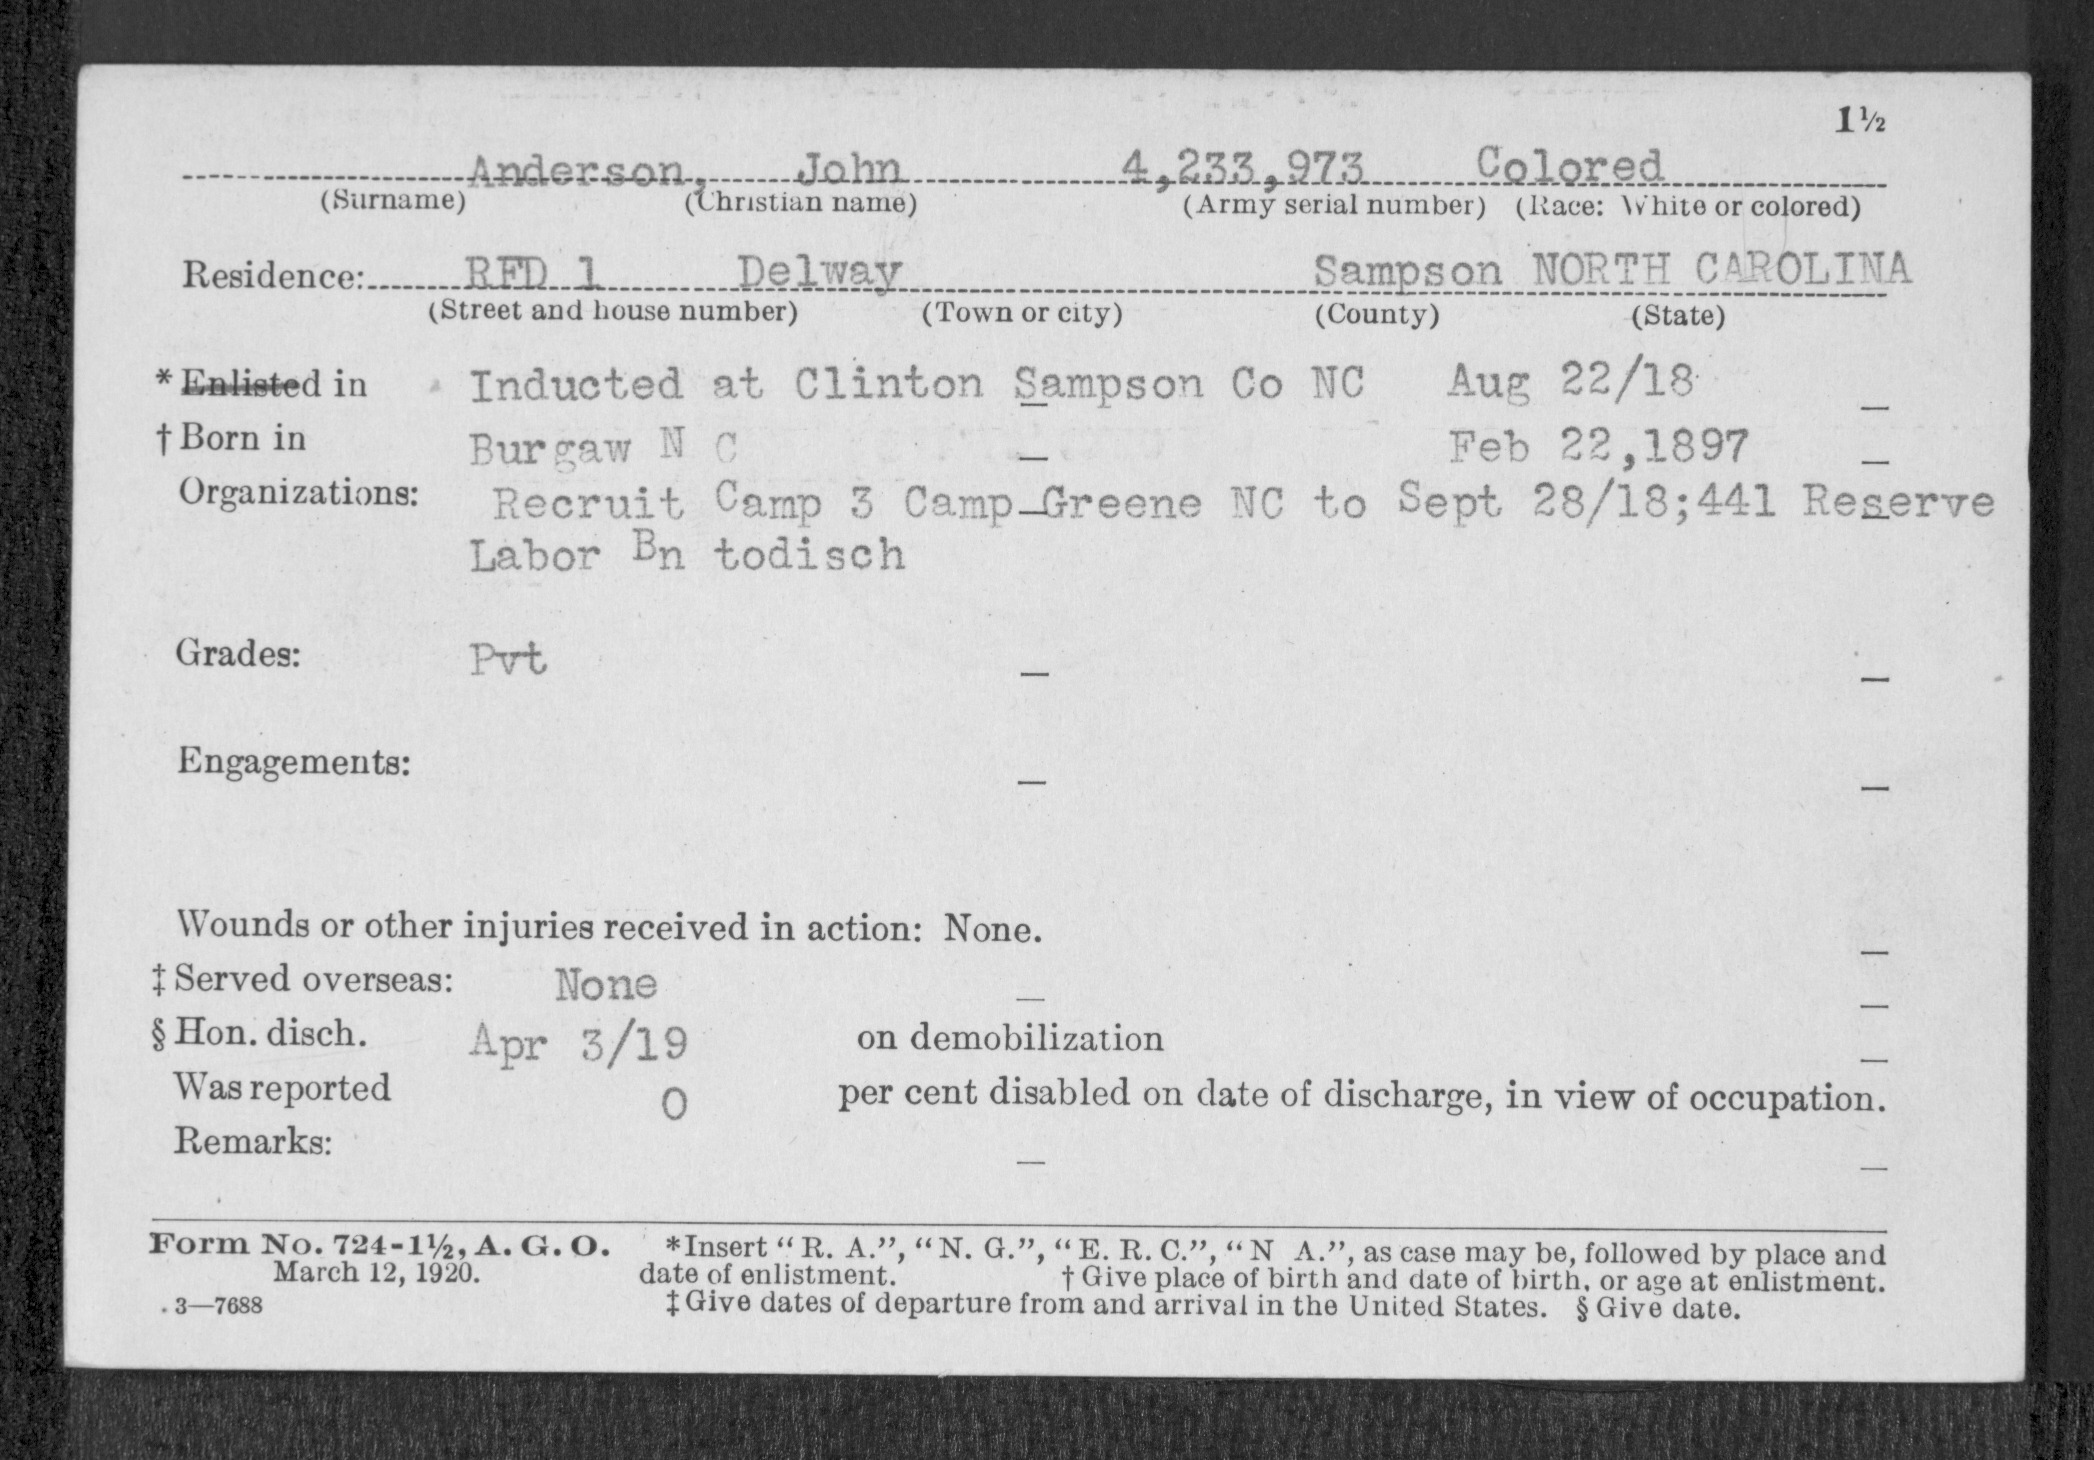 1½
Anderson, John 4,233,973 Colored
(Surname) (Christian name) (Army serial number) (Race: White or colored)
Residence: RFD 1 Delway Sampson NORTH CAROLINA
(Street and house number) (Town or city) (County) (State)
* Enlisted in Inducted at Clinton Sampson Co NC Aug 22/18
† Born in Burgaw N C Feb 22,1897
Organizations: Recruit Camp 3 Camp Greene NC to Sept 28/18;441 Reserve
Labor Bn todisch
Grades: Pvt
Engagements:
Wounds or other injuries received in action: None.
‡ Served overseas: None
§ Hon. disch. Apr 3/19 on demobilization
Was reported 0 per cent disabled on date of discharge, in view of occupation.
Remarks:
Form No. 724-1½, A. G. O. *Insert "R. A.", "N. G.", "E. R. C.", "N A.", as case may be, followed by place and
March 12, 1920. date of enlistment. † Give place of birth and date of birth, or age at enlistment.
3—7688 ‡ Give dates of departure from and arrival in the United States. § Give date.